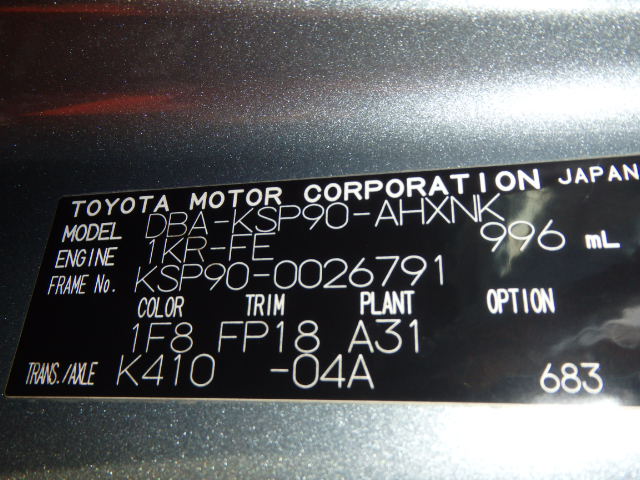 TOYOTA MOTOR CORPORATION JAPAN
MODEL DBA-KSP90-AHXNK
ENGINE 1KR-FE 996 mL
FRAME No. KSP90-0026791
COLOR TRIM PLANT OPTION
1F8 FP18 A31
TRANS./AXLE K410 -04A 683